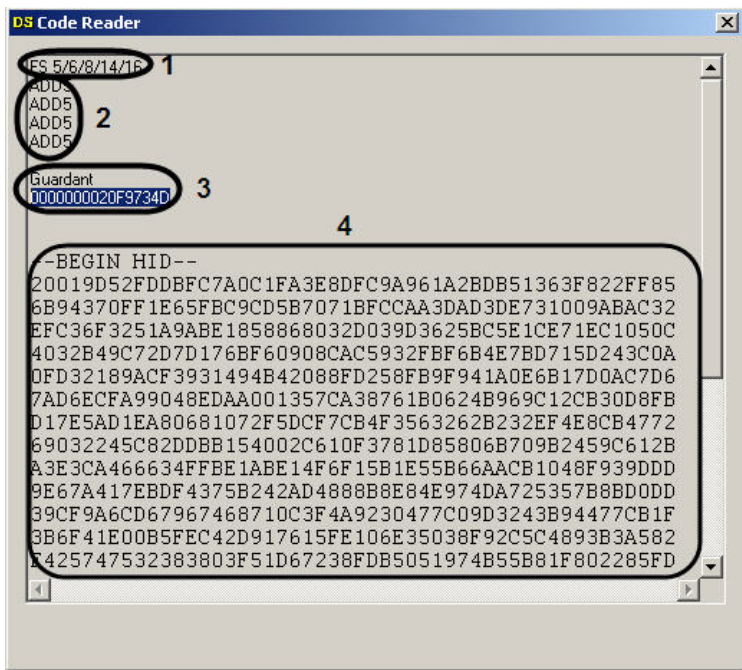 DS Code Reader
FS 5/6/8/14/16
1
ADD5
ADD5
ADD5
ADD5
2
Guardant
0000000020F9734D
3
4
--BEGIN HID--
20019D52FDDBFC7A0C1FA3E8DFC9A961A2BDB51363F822FF85
6B94370FF1E65FBC9CD5B7071BFCCAA3DAD3DE731009ABAC32
EFC36F3251A9ABE1858868032D039D3625BC5E1CE71EC1050C
4032B49C72D7D176BF60908CAC5932FBF6B4E7BD715D243C0A
0FD32189ACF3931494B42088FD258FB9F941A0E6B17D0AC7D6
7AD6ECFA99048EDAA001357CA38761B0624B969C12CB30D8FB
D17E5AD1EA80681072F5DCF7CB4F3563262B232EF4E8CB4772
69032245C82DDBB154002C610F3781D85806B709B2459C612B
A3E3CA466634FFBE1ABE14F6F15B1E55B66AACB1048F939DDD
9E67A417EBDF4375B242AD4888B8E84E974DA725357B8BD0DD
39CF9A6CD67967468710C3F4A9230477C09D3243B94477CB1F
3B6F41E00B5FEC42D917615FE106E35038F92C5C4893B3A582
E425747532383803F51D67238FDB5051974B55B81F802285FD